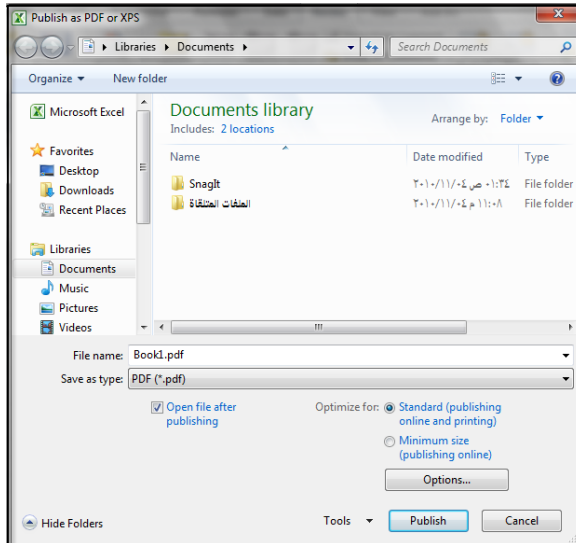 Publish as PDF or XPS
Libraries Documents
Search Documents
Organize New folder
Microsoft Excel
Favorites
Desktop
Downloads
Recent Places
Libraries
Documents
Music
Pictures
Videos
Documents library
Includes: 2 locations
Arrange by: Folder
Name Date modified Type
SnagIt ٢٠١٠/١١/٠٤ ٠١:٣٤ ص File folder
الملفات المتلقاة ٢٠١٠/١١/٠٤ ١١:٠٨ م File folder
File name: Book1.pdf
Save as type: PDF (*.pdf)
Open file after
publishing
Optimize for: Standard (publishing
online and printing)
Minimum size
(publishing online)
Options...
Hide Folders Tools Publish Cancel